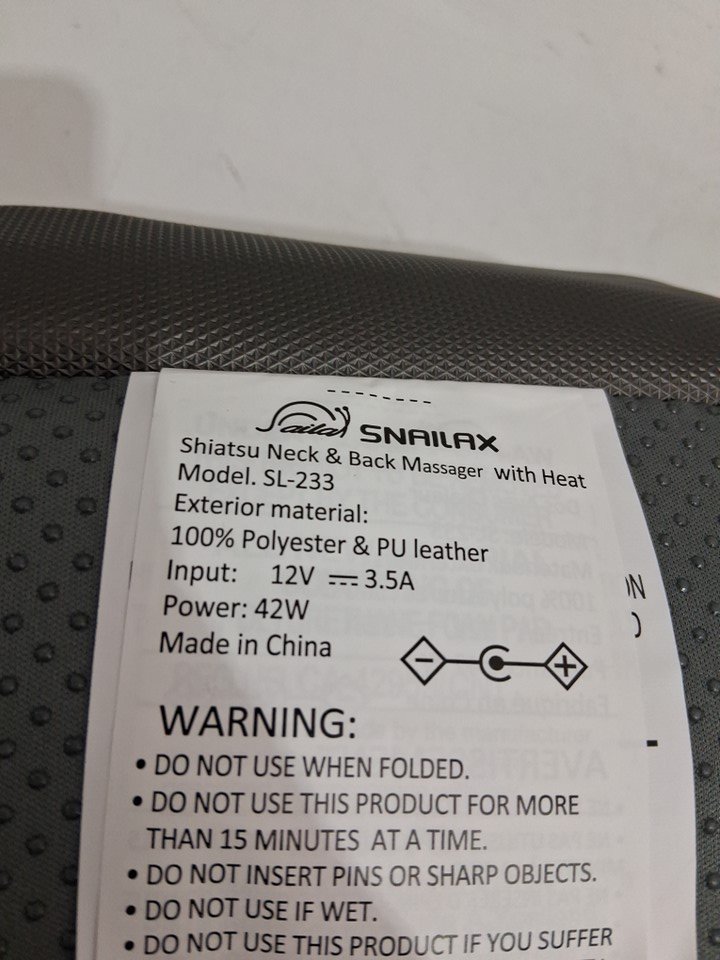 Snailax SNAILAX
Shiatsu Neck & Back Massager with Heat
Model. SL-233
Exterior material:
100% Polyester & PU leather
Input: 12V ⎓ 3.5A
Power: 42W
Made in China
WARNING:
• DO NOT USE WHEN FOLDED.
• DO NOT USE THIS PRODUCT FOR MORE
THAN 15 MINUTES AT A TIME.
• DO NOT INSERT PINS OR SHARP OBJECTS.
• DO NOT USE IF WET.
• DO NOT USE THIS PRODUCT IF YOU SUFFER